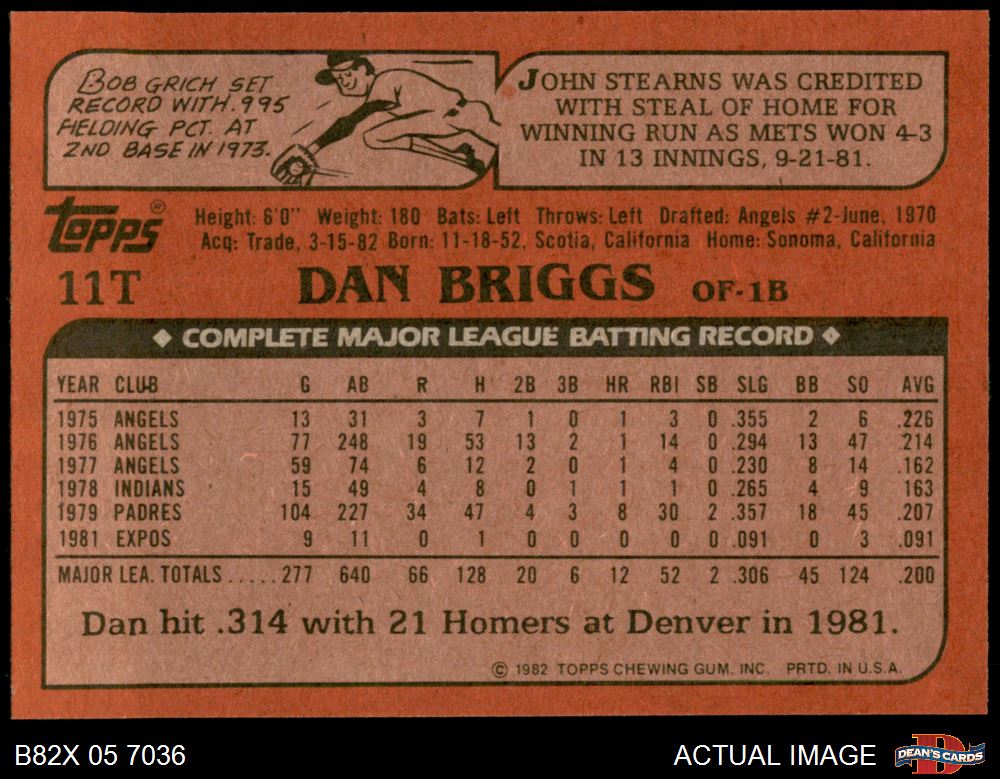 BOB GRICH SET
RECORD WITH .995
FIELDING PCT. AT
2ND BASE IN 1973.
JOHN STEARNS WAS CREDITED
WITH STEAL OF HOME FOR
WINNING RUN AS METS WON 4-3
IN 13 INNINGS, 9-21-81.
topps®
Height: 6'0" Weight: 180 Bats: Left Throws: Left Drafted: Angels #2-June, 1970
Acq: Trade, 3-15-82 Born: 11-18-52, Scotia, California Home: Sonoma, California
11T DAN BRIGGS OF-1B
◆ COMPLETE MAJOR LEAGUE BATTING RECORD ◆
YEAR CLUB G AB R H 2B 3B HR RBI SB SLG BB SO AVG
1975 ANGELS 13 31 3 7 1 0 1 3 0 .355 2 6 .226
1976 ANGELS 77 248 19 53 13 2 1 14 0 .294 13 47 .214
1977 ANGELS 59 74 6 12 2 0 1 4 0 .230 8 14 .162
1978 INDIANS 15 49 4 8 0 1 1 1 0 .265 4 9 163
1979 PADRES 104 227 34 47 4 3 8 30 2 .357 18 45 .207
1981 EXPOS 9 11 0 1 0 0 0 0 0 .091 0 3 .091
MAJOR LEA. TOTALS.....277 640 66 128 20 6 12 52 2 .306 45 124 .200
Dan hit .314 with 21 Homers at Denver in 1981.
© 1982 TOPPS CHEWING GUM, INC. PRTD. IN U.S.A.
B82X 05 7036
ACTUAL IMAGE
DEAN'S CARDS